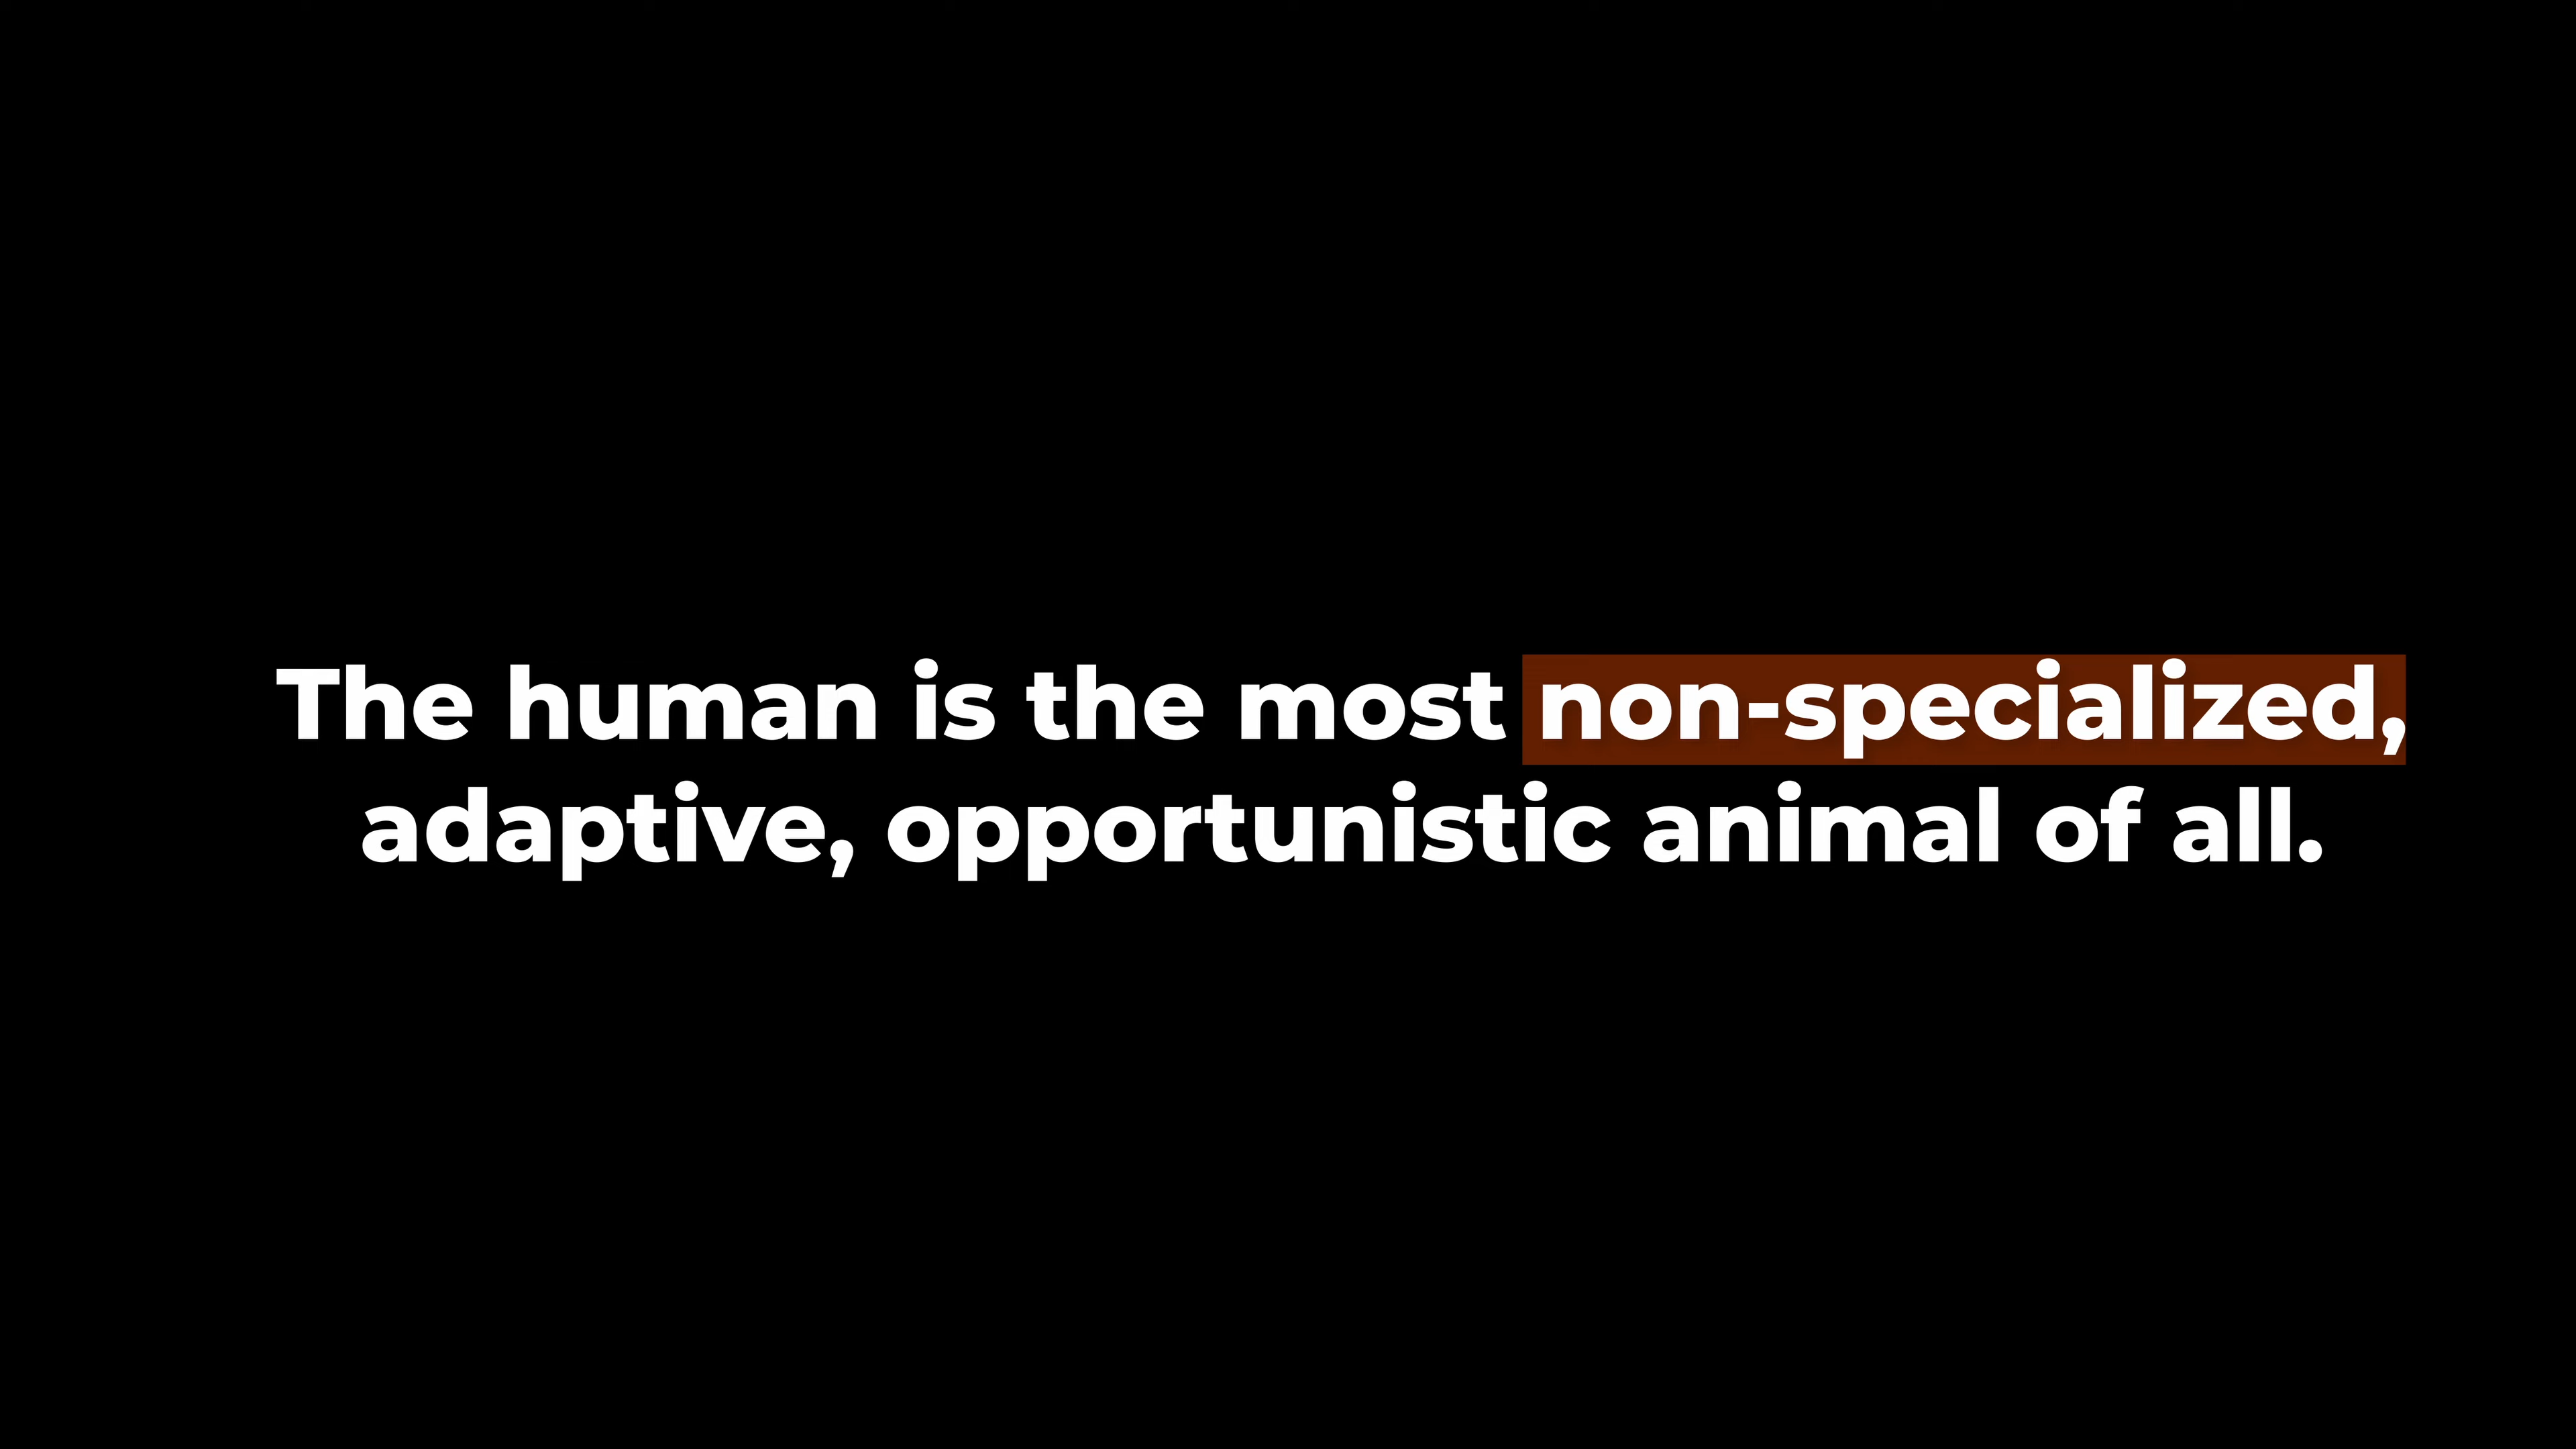 The human is the most non-specialized,
adaptive, opportunistic animal of all.